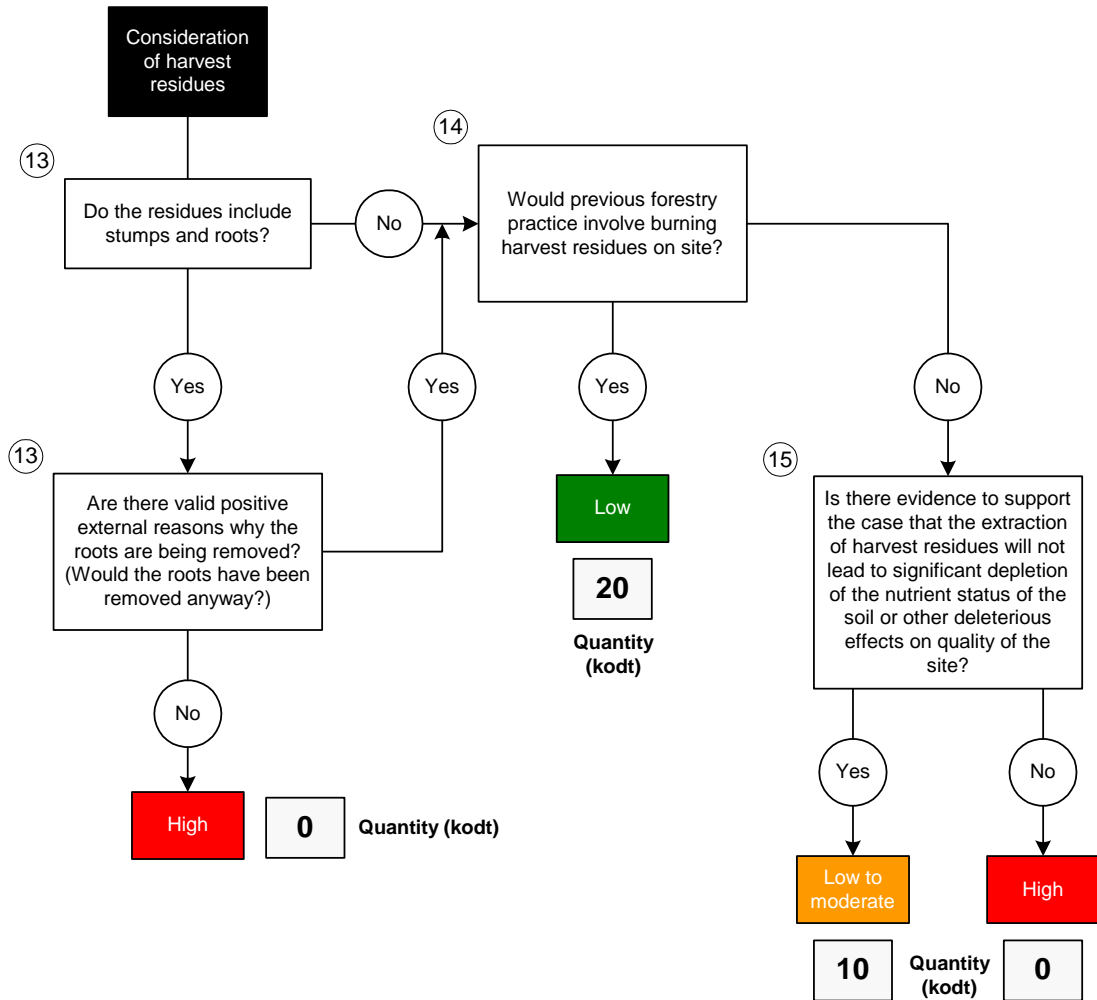 Consideration
of harvest
residues
13
Do the residues include
stumps and roots?
No
14
Would previous forestry
practice involve burning
harvest residues on site?
Yes
Yes
Yes
No
13
Are there valid positive
external reasons why the
roots are being removed?
(Would the roots have been
removed anyway?)
Low
20
Quantity
(kodt)
15
Is there evidence to support
the case that the extraction
of harvest residues will not
lead to significant depletion
of the nutrient status of the
soil or other deleterious
effects on quality of the
site?
No
High
0
Quantity (kodt)
Yes
No
Low to
moderate
High
10
Quantity
(kodt)
0